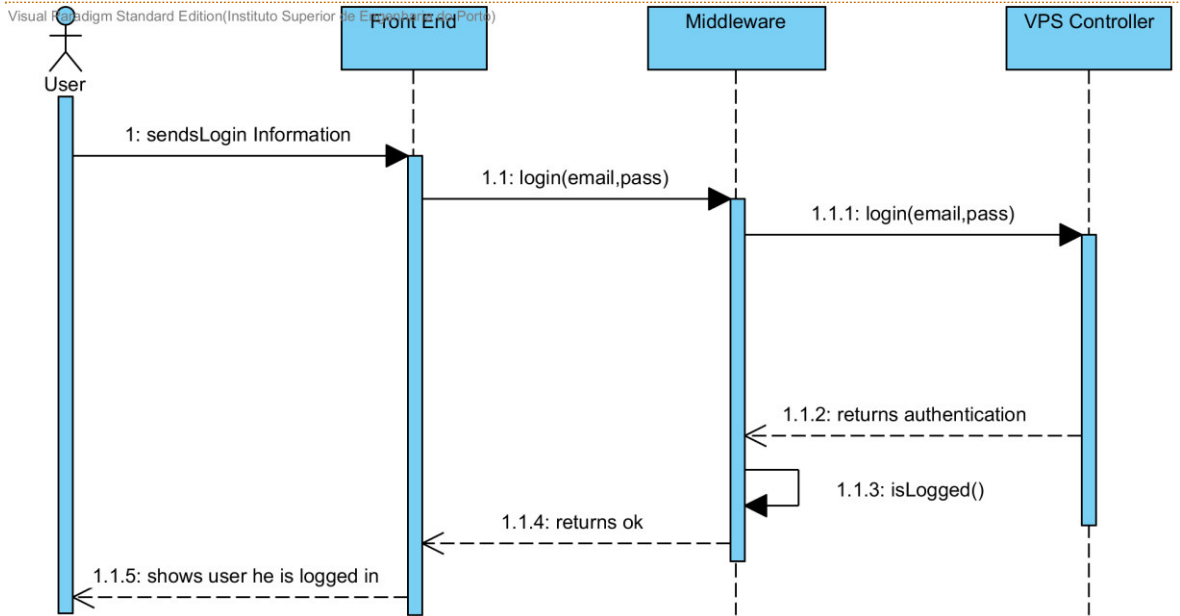 Visual Paradigm Standard Edition(Instituto Superior de Engenharia do Porto)
User
Front End
Middleware
VPS Controller
1: sendsLogin Information
1.1: login(email,pass)
1.1.1: login(email,pass)
1.1.2: returns authentication
1.1.3: isLogged()
1.1.4: returns ok
1.1.5: shows user he is logged in